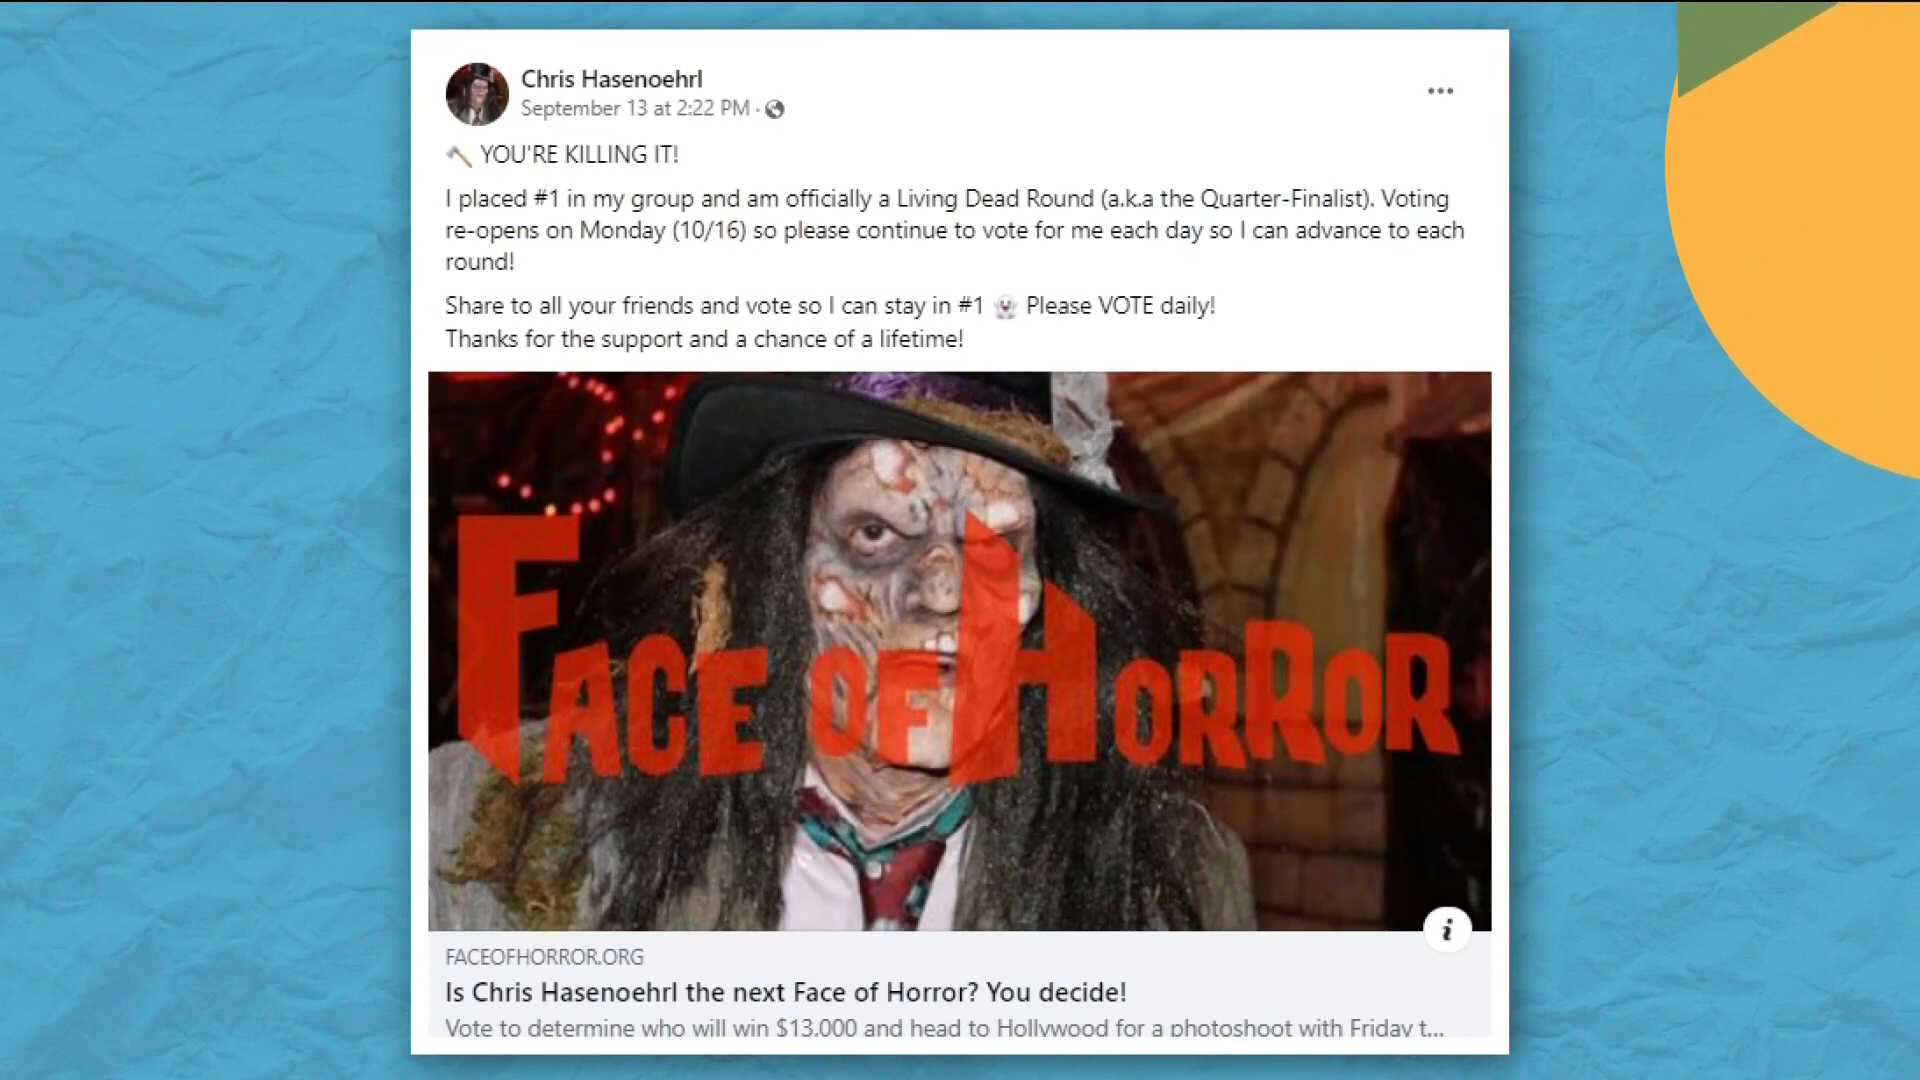 Chris Hasenoehrl
September 13 at 2:22 PM ·
YOU'RE KILLING IT!
I placed #1 in my group and am officially a Living Dead Round (a.k.a the Quarter-Finalist). Voting
re-opens on Monday (10/16) so please continue to vote for me each day so I can advance to each
round!
Share to all your friends and vote so I can stay in #1 👻 Please VOTE daily!
Thanks for the support and a chance of a lifetime!
FACE OF HORROR
i
FACEOFHORROR.ORG
Is Chris Hasenoehrl the next Face of Horror? You decide!
Vote to determine who will win $13,000 and head to Hollywood for a photoshoot with Friday t...